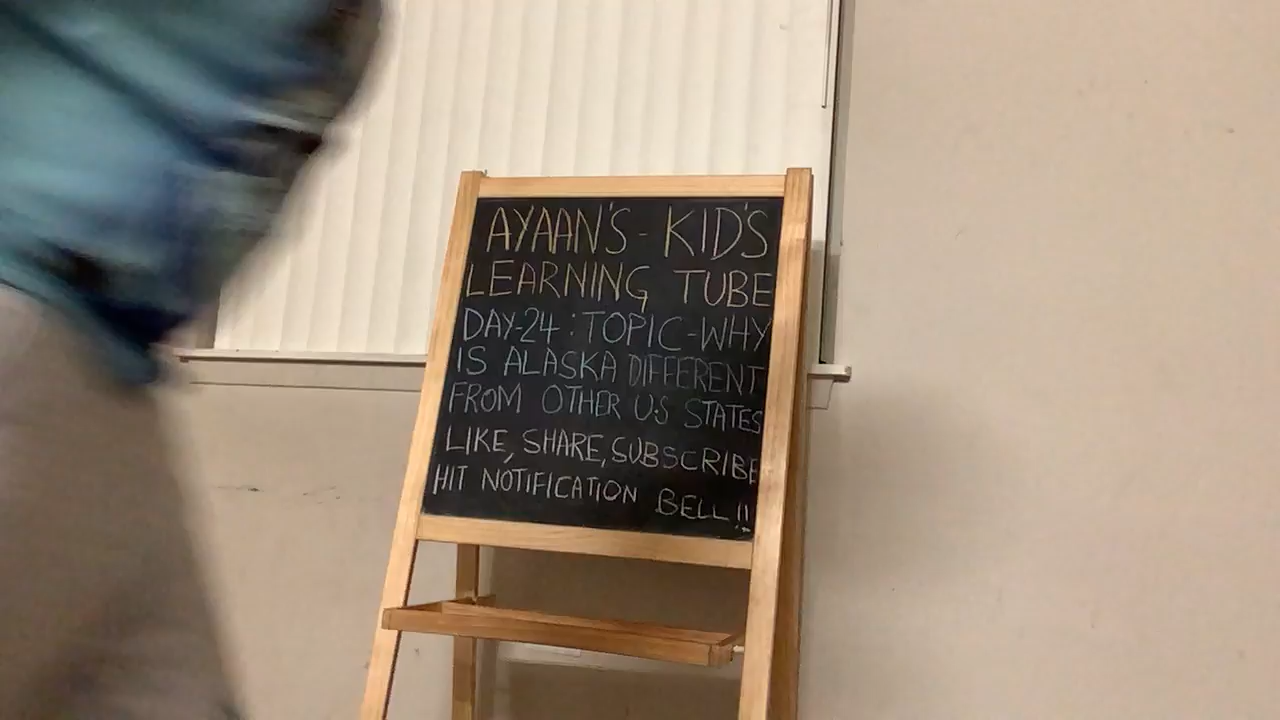 AYAAN'S - KID'S
LEARNING TUBE
DAY-24 : TOPIC - WHY
IS ALASKA DIFFERENT
FROM OTHER U.S STATES
LIKE, SHARE, SUBSCRIBE
HIT NOTIFICATION BELL!!